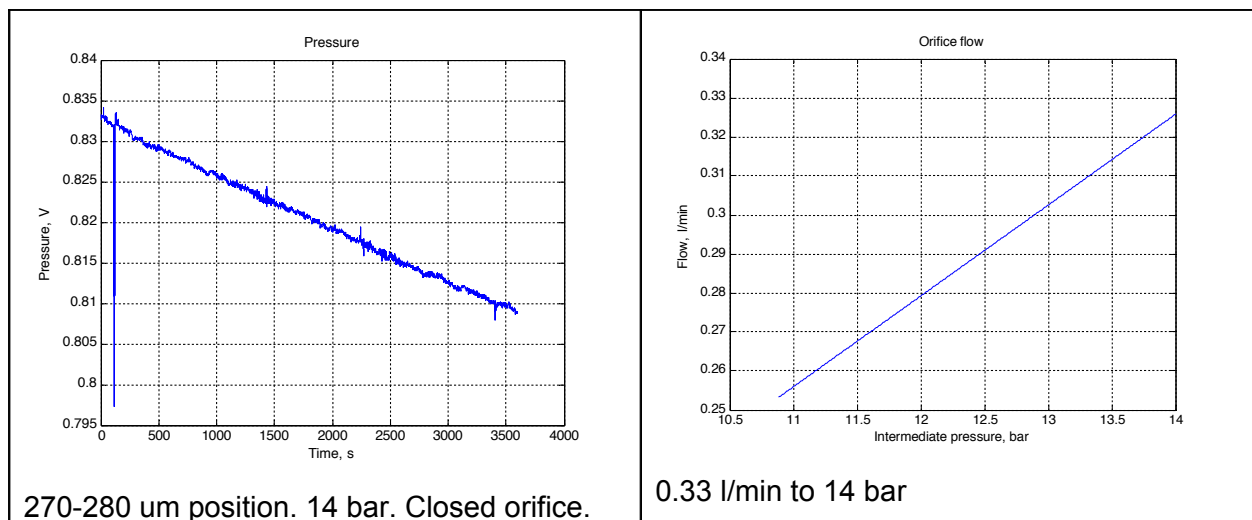 Pressure
0.84
0.835
0.83
0.825
0.82
0.815
0.81
0.805
0.8
0.795
Pressure, V
0 500 1000 1500 2000 2500 3000 3500 4000
Time, s
270-280 um position. 14 bar. Closed orifice.
Orifice flow
0.34
0.33
0.32
0.31
0.3
0.29
0.28
0.27
0.26
0.25
Flow, l/min
10.5 11 11.5 12 12.5 13 13.5 14
Intermediate pressure, bar
0.33 l/min to 14 bar